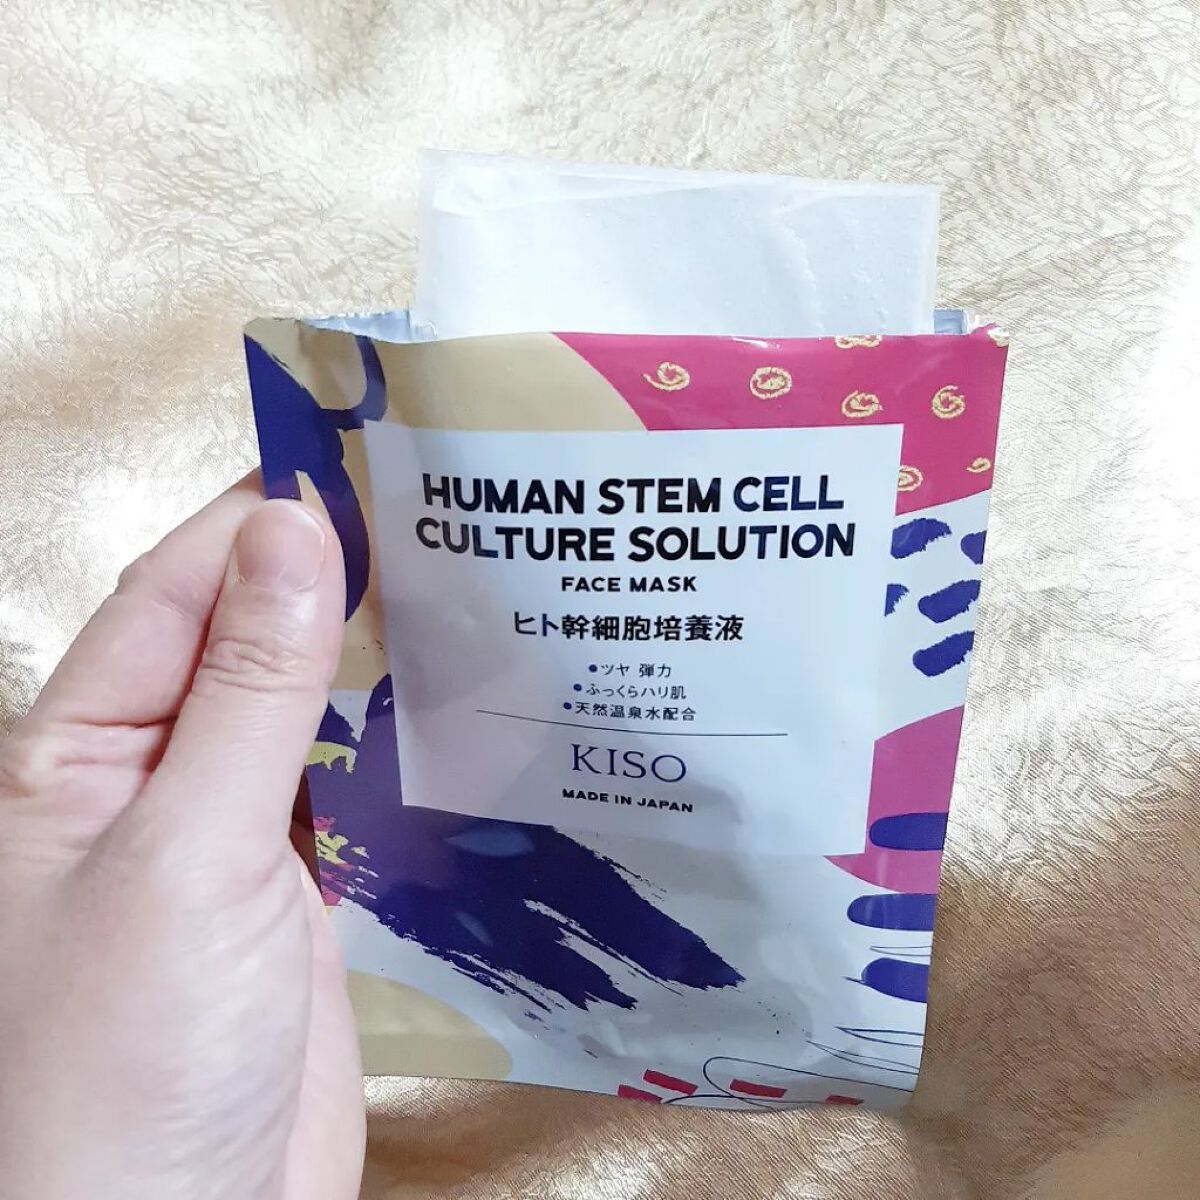 HUMAN STEM CELL
CULTURE SOLUTION
FACE MASK
ヒト幹細胞培養液
●ツヤ 弾力
●ふっくらハリ肌
●天然温泉水配合
KISO
MADE IN JAPAN